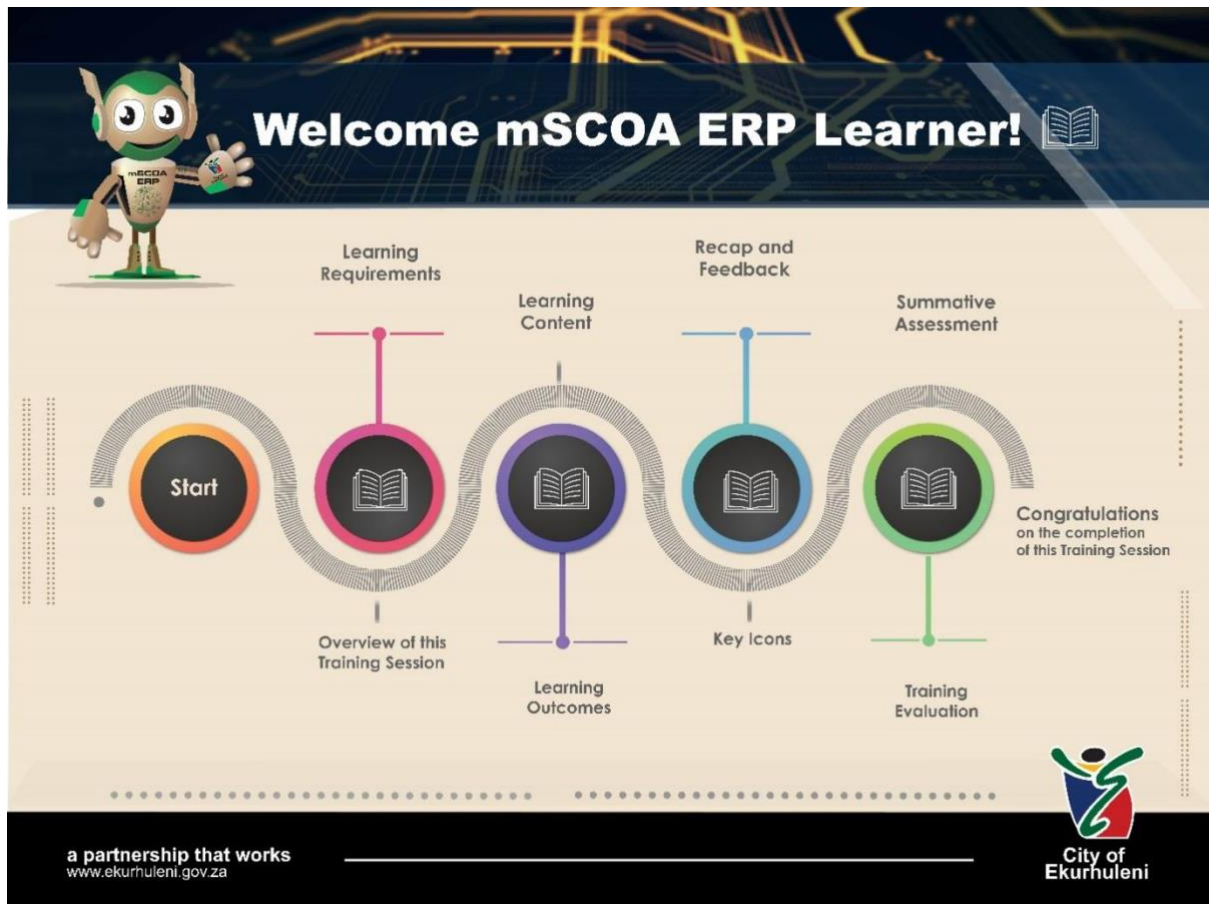 Welcome mSCOA ERP Learner!
mSCOA
ERP
Learning
Requirements
Learning
Content
Recap and
Feedback
Summative
Assessment
Start
Congratulations
on the completion
of this Training Session
Overview of this
Training Session
Learning
Outcomes
Key Icons
Training
Evaluation
a partnership that works
www.ekurhuleni.gov.za
City of
Ekurhuleni